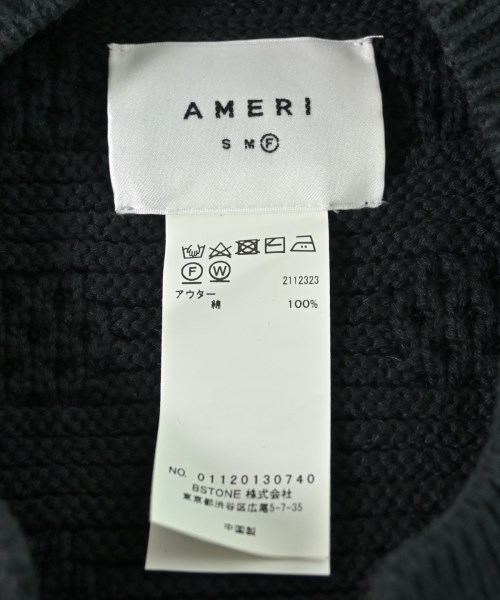 AMERI
S M F
F W 2112323
アウター
綿 100%
NO. 01120130740
BSTONE 株式会社
東京都渋谷区広尾5-7-35
中国製